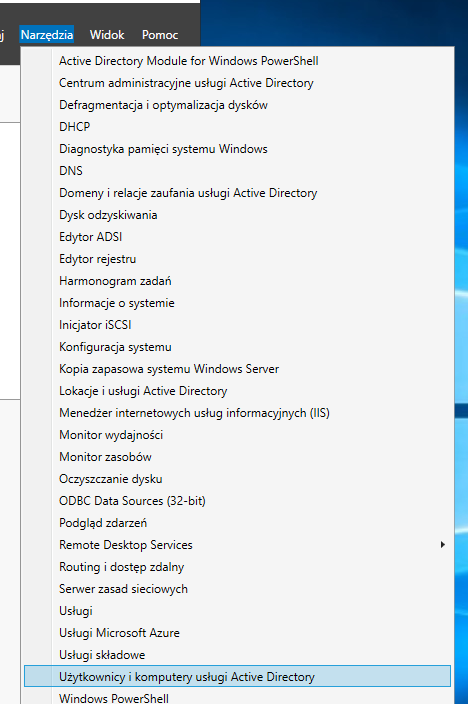 j Narzędzia Widok Pomoc
Active Directory Module for Windows PowerShell
Centrum administracyjne usługi Active Directory
Defragmentacja i optymalizacja dysków
DHCP
Diagnostyka pamięci systemu Windows
DNS
Domeny i relacje zaufania usługi Active Directory
Dysk odzyskiwania
Edytor ADSI
Edytor rejestru
Harmonogram zadań
Informacje o systemie
Inicjator iSCSI
Konfiguracja systemu
Kopia zapasowa systemu Windows Server
Lokacje i usługi Active Directory
Menedżer internetowych usług informacyjnych (IIS)
Monitor wydajności
Monitor zasobów
Oczyszczanie dysku
ODBC Data Sources (32-bit)
Podgląd zdarzeń
Remote Desktop Services
Routing i dostęp zdalny
Serwer zasad sieciowych
Usługi
Usługi Microsoft Azure
Usługi składowe
Użytkownicy i komputery usługi Active Directory
Windows PowerShell